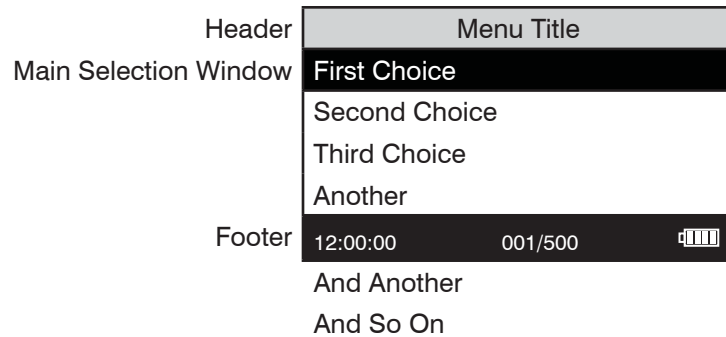 Header Menu Title
Main Selection Window First Choice
Second Choice
Third Choice
Another
Footer 12:00:00 001/500
And Another
And So On